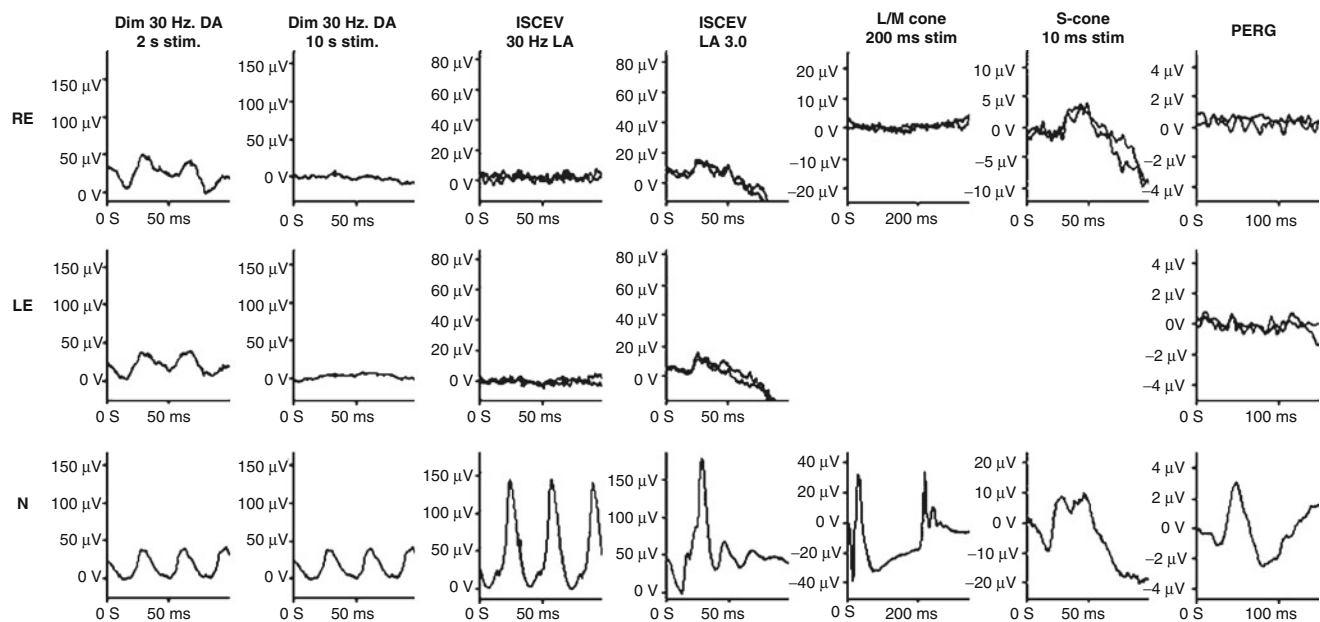 Dim 30 Hz. DA
2 s stim.
Dim 30 Hz. DA
10 s stim.
ISCEV
30 Hz LA
ISCEV
LA 3.0
L/M cone
200 ms stim
S-cone
10 ms stim
PERG
RE
150 µV
100 µV
50 µV
0 V
0 S 50 ms
150 µV
100 µV
50 µV
0 V
0 S 50 ms
80 µV
60 µV
40 µV
20 µV
0 V
0 S 50 ms
80 µV
60 µV
40 µV
20 µV
0 V
0 S 50 ms
20 µV
10 µV
0 V
−10 µV
−20 µV
0 S 200 ms
10 µV
5 µV
0 V
−5 µV
−10 µV
0 S 50 ms
4 µV
2 µV
0 V
−2 µV
−4 µV
0 S 100 ms
LE
150 µV
100 µV
50 µV
0 V
0 S 50 ms
150 µV
100 µV
50 µV
0 V
0 S 50 ms
80 µV
60 µV
40 µV
20 µV
0 V
0 S 50 ms
80 µV
60 µV
40 µV
20 µV
0 V
0 S 50 ms
4 µV
2 µV
0V
−2 µV
−4 µV
0 S 100 ms
N
150 µV
100 µV
50 µV
0 V
0 S 50 ms
150 µV
100 µV
50 µV
0 V
0 S 50 ms
150 µV
100 µV
50 µV
0 V
0 S 50 ms
150 µV
100 µV
50 µV
0 V
0 S 50 ms
40 µV
20 µV
0 V
−20 µV
−40 µV
0 S 200 ms
20 µV
10 µV
0 V
−10 µV
−20 µV
0 S 50 ms
4 µV
2 µV
0 V
−2 µV
−4 µV
0 S 100 ms